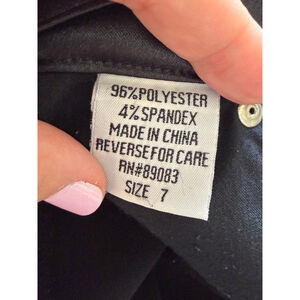 96%POLYESTER
4%SPANDEX
MADE IN CHINA
REVERSE FOR CARE
RN#89083
SIZE 7